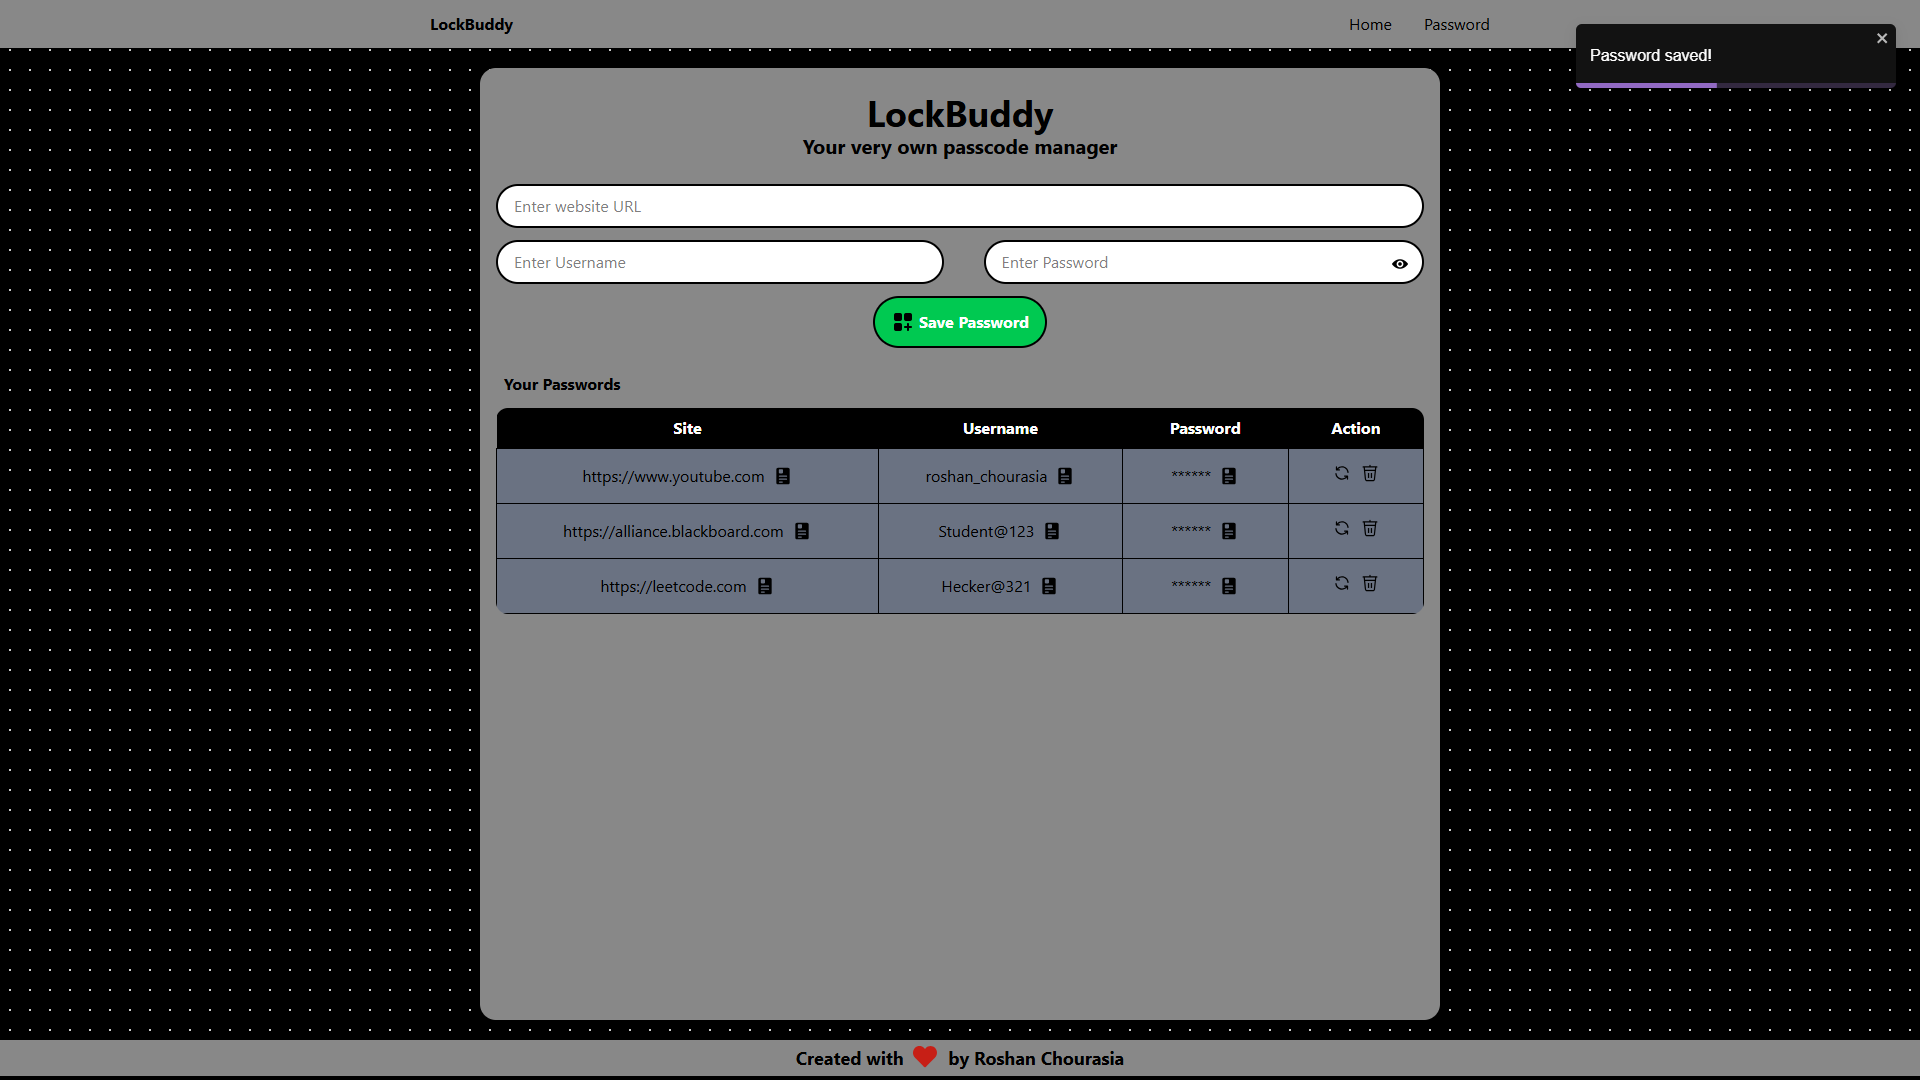 LockBuddy Home Password
Password saved!
LockBuddy
Your very own passcode manager
Enter website URL
Enter Username Enter Password
Save Password
Your Passwords
Site Username Password Action
https://www.youtube.com roshan_chourasia ******
https://alliance.blackboard.com Student@123 ******
https://leetcode.com Hecker@321 ******
Created with by Roshan Chourasia